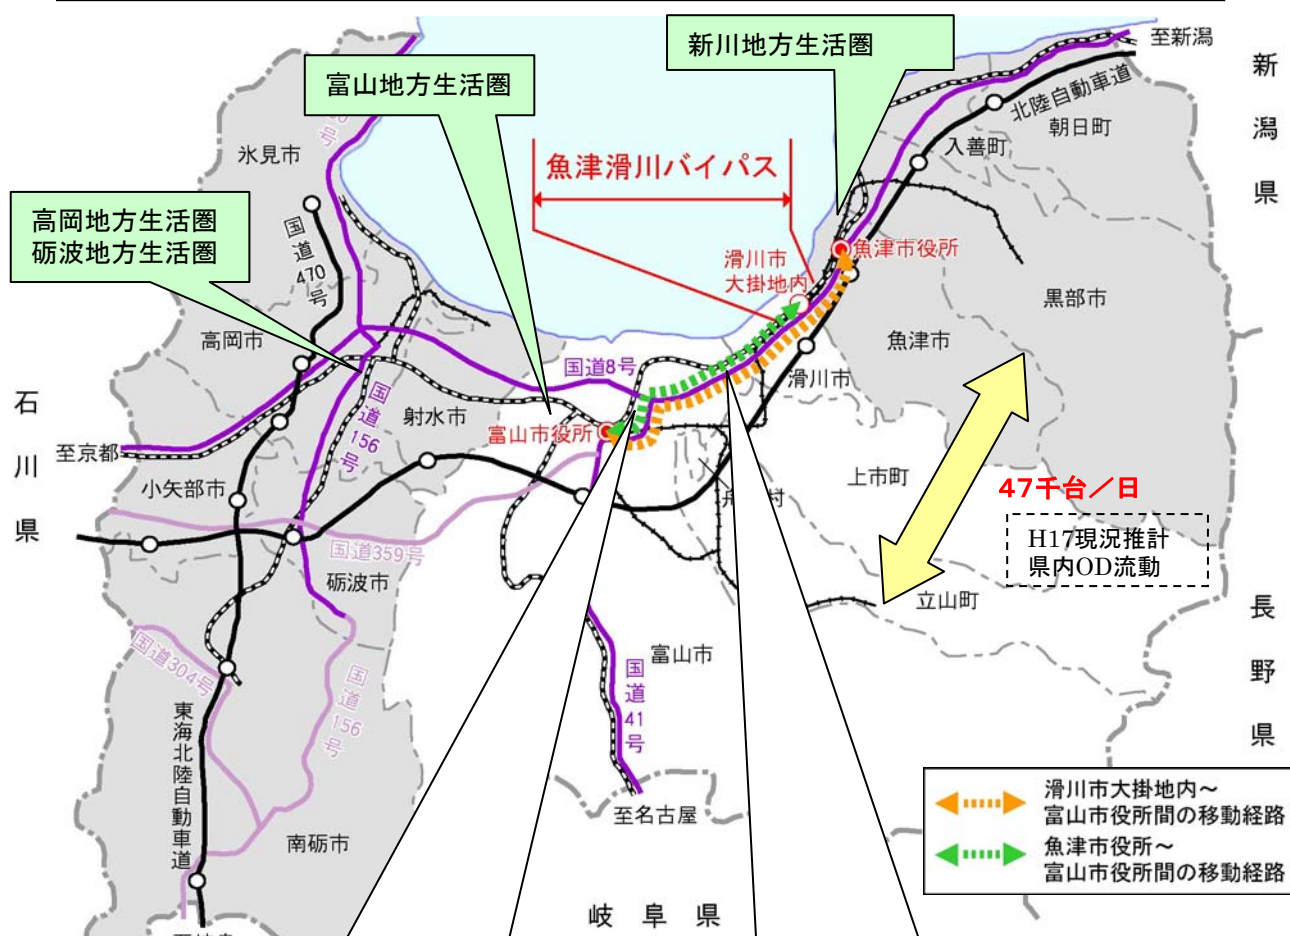 新川地方生活圏
至新潟
富山地方生活圏
北陸自動車道
朝日町
入善町
氷見市
号
魚津滑川バイパス
高岡地方生活圏
砺波地方生活圏
国道470号
滑川市
大掛地内
魚津市役所
黒部市
高岡市
魚津市
国道8号
滑川市
国道156号
射水市
富山市役所
至京都
小矢部市
上市町
47千台/日
村
H17現況推計
県内OD流動
国道359号
砺波市
立山町
国道304号
国道156号
富山市
国道41号
東海北陸自動車道
至名古屋
南砺市
滑川市大掛地内~
富山市役所間の移動経路
魚津市役所~
富山市役所間の移動経路
岐阜県
石川県
新潟県
長野県